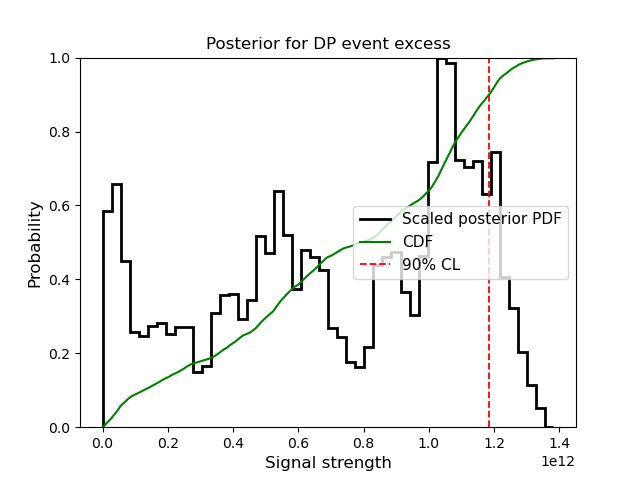 Posterior for DP event excess
1.0
0.8
0.6
0.4
0.2
0.0
Probability
Scaled posterior PDF
CDF
90% CL
0.0 0.2 0.4 0.6 0.8 1.0 1.2 1.4
1e12
Signal strength